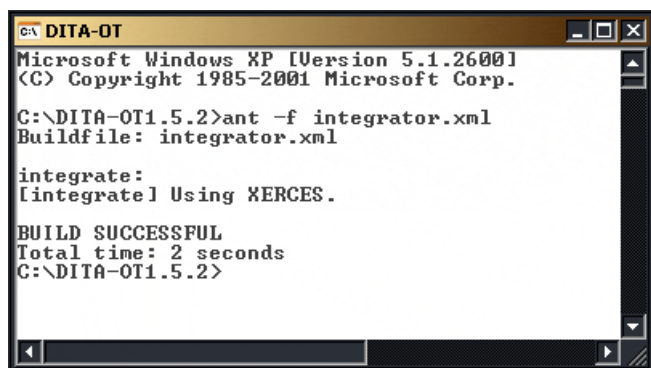 DITA-OT
Microsoft Windows XP [Version 5.1.2600]
(C) Copyright 1985-2001 Microsoft Corp.
C:\DITA-OT1.5.2>ant -f integrator.xml
Buildfile: integrator.xml
integrate:
[integrate] Using XERCES.
BUILD SUCCESSFUL
Total time: 2 seconds
C:\DITA-OT1.5.2>